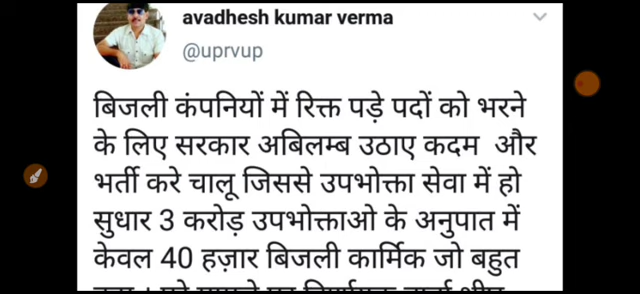 avadhesh kumar verma
@uprvup
बिजली कंपनियों में रिक्त पड़े पदों को भरने
के लिए सरकार अबिलम्ब उठाए कदम और
भर्ती करे चालू जिससे उपभोक्ता सेवा में हो
सुधार 3 करोड़ उपभोक्ताओ के अनुपात में
केवल 40 हज़ार बिजली कार्मिक जो बहुत